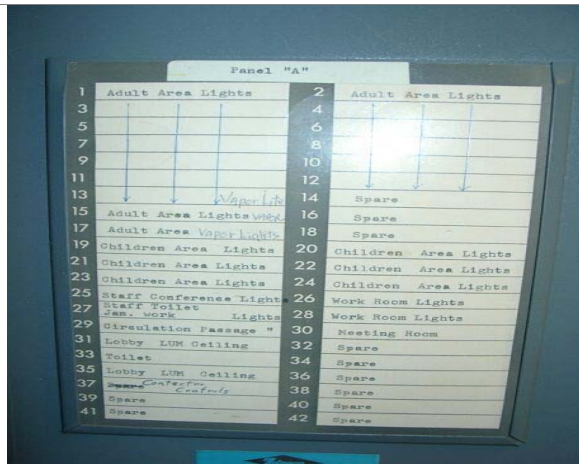 Panel "A"
1 Adult Area Lights 2 Adult Area Lights
3 4
5 6
7 8
9 10
11 12
13 Vapor Lite 14 Spare
15 Adult Area Lights 16 Spare
17 Adult Area Vapor Lights 18 Spare
19 Children Area Lights 20 Children Area Lights
21 Children Area Lights 22 Children Area Lights
23 Children Area Lights 24 Children Area Lights
25 Staff Conference Lights 26 Work Room Lights
27 Staff Toilet
Jan. work Lights 28 Work Room Lights
29 Circulation Passage " 30 Meeting Room
31 Lobby LUM Ceiling 32 Spare
33 Toilet 34 Spare
35 Lobby LUM Ceiling 36 Spare
37 Spare Contactor
Controls 38 Spare
39 Spare 40 Spare
41 Spare 42 Spare